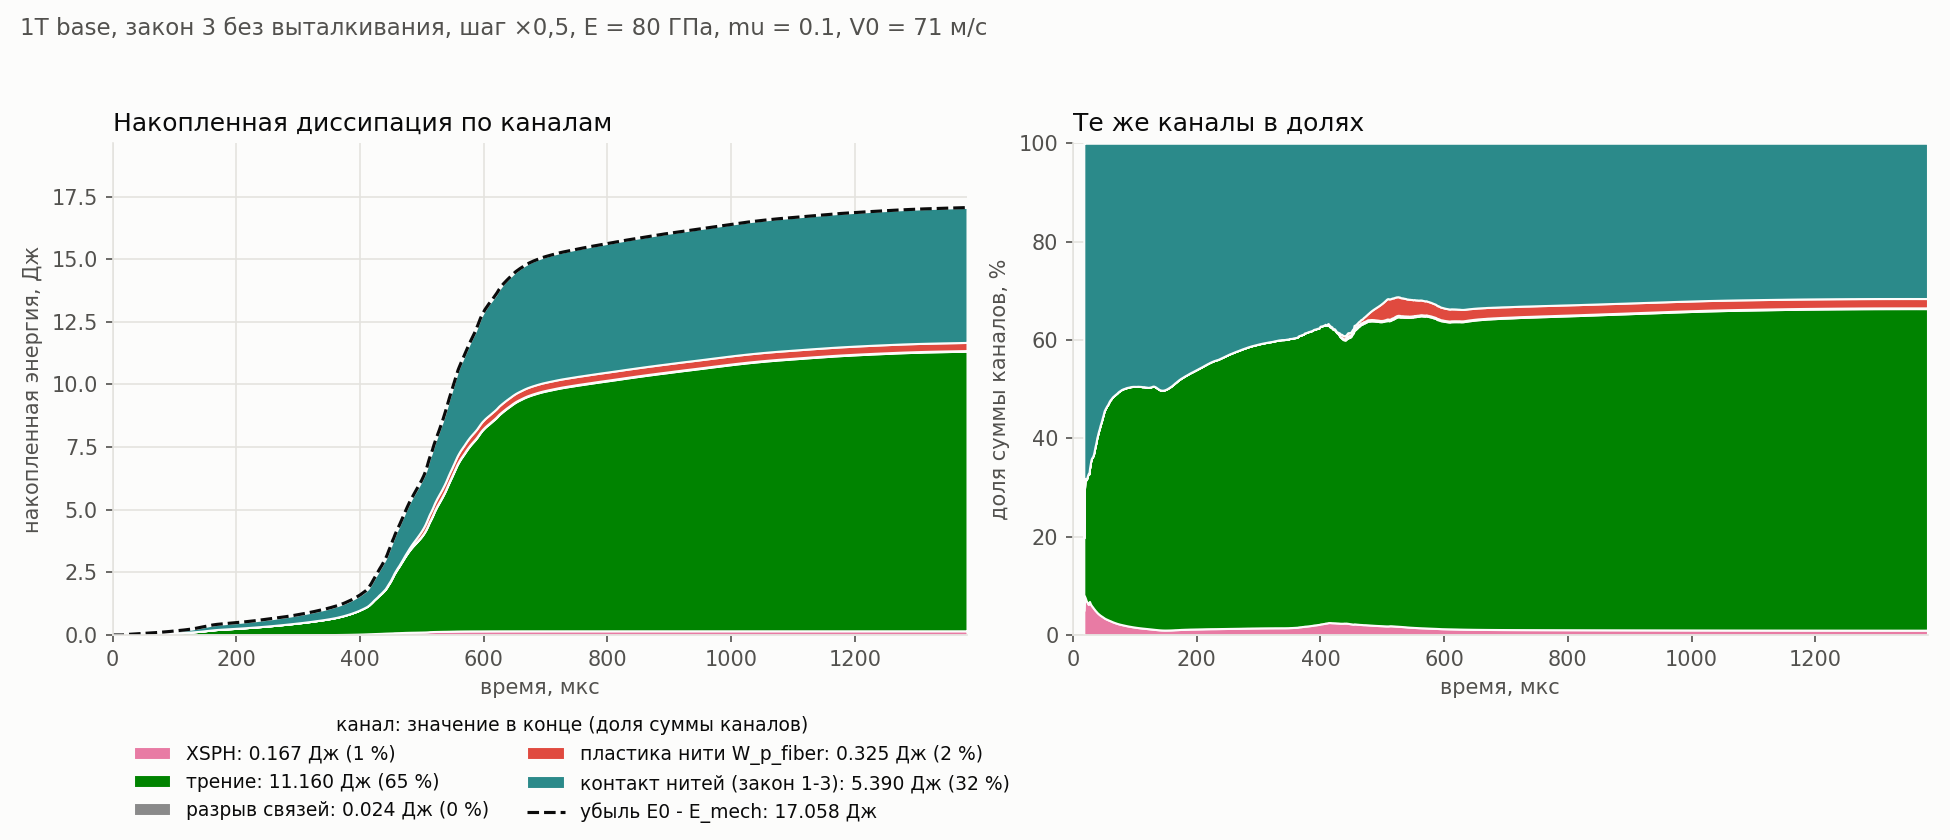 1T base, закон 3 без выталкивания, шаг ×0,5, E = 80 ГПа, mu = 0.1, V0 = 71 м/с
Накопленная диссипация по каналам
накопленная энергия, Дж
17.5
15.0
12.5
10.0
7.5
5.0
2.5
0.0
0 200 400 600 800 1000 1200
время, мкс
Те же каналы в долях
доля суммы каналов, %
100
80
60
40
20
0
0 200 400 600 800 1000 1200
время, мкс
канал: значение в конце (доля суммы каналов)
XSPH: 0.167 Дж (1 %)
трение: 11.160 Дж (65 %)
разрыв связей: 0.024 Дж (0 %)
пластика нити W_p_fiber: 0.325 Дж (2 %)
контакт нитей (закон 1-3): 5.390 Дж (32 %)
убыль E0 - E_mech: 17.058 Дж